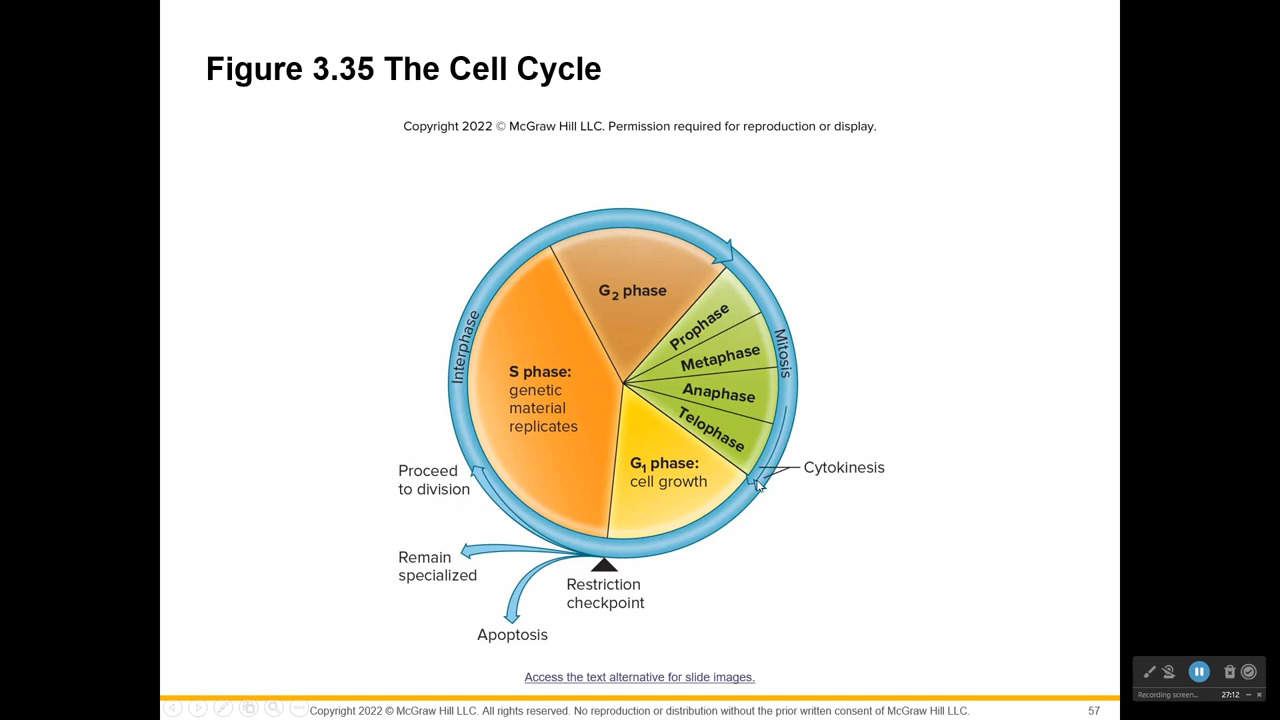 Figure 3.35 The Cell Cycle
Copyright 2022 © McGraw Hill LLC. Permission required for reproduction or display.
G2 phase
Prophase
Metaphase
Anaphase
Telophase
Mitosis
Interphase
S phase:
genetic
material
replicates
G1 phase:
cell growth
Cytokinesis
Proceed
to division
Remain
specialized
Restriction
checkpoint
Apoptosis
Access the text alternative for slide images.
Copyright 2022 © McGraw Hill LLC. All rights reserved. No reproduction or distribution without the prior written consent of McGraw Hill LLC.
57
Recording screen...
27:12